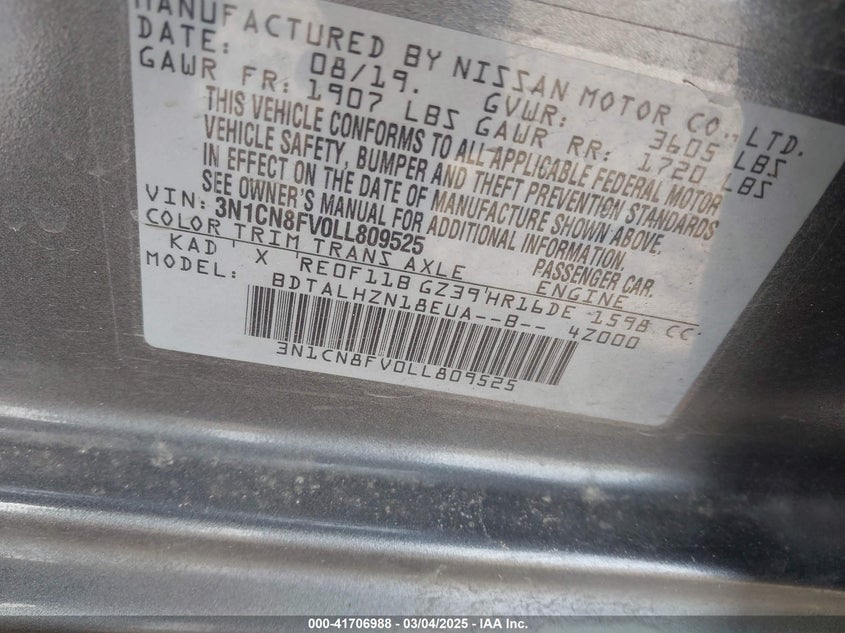 MANUFACTURED BY NISSAN MOTOR CO., LTD.
DATE: 08/19. GVWR: 3605 LBS
GAWR FR: 1907 LBS GAWR RR: 1720 LBS
THIS VEHICLE CONFORMS TO ALL APPLICABLE FEDERAL MOTOR
VEHICLE SAFETY, BUMPER AND THEFT PREVENTION STANDARDS
IN EFFECT ON THE DATE OF MANUFACTURE SHOWN ABOVE.
SEE OWNER'S MANUAL FOR ADDITIONAL INFORMATION.
VIN: 3N1CN8FV0LL809525 PASSENGER CAR.
COLOR TRIM TRANS AXLE ENGINE
KAD' X 'RE0F11B GZ39'HR16DE 1598 CC
MODEL: BDTALHZN18EUA--B-- 42000
3N1CN8FV0LL809525
000-41706988 - 03/04/2025 - IAA Inc.